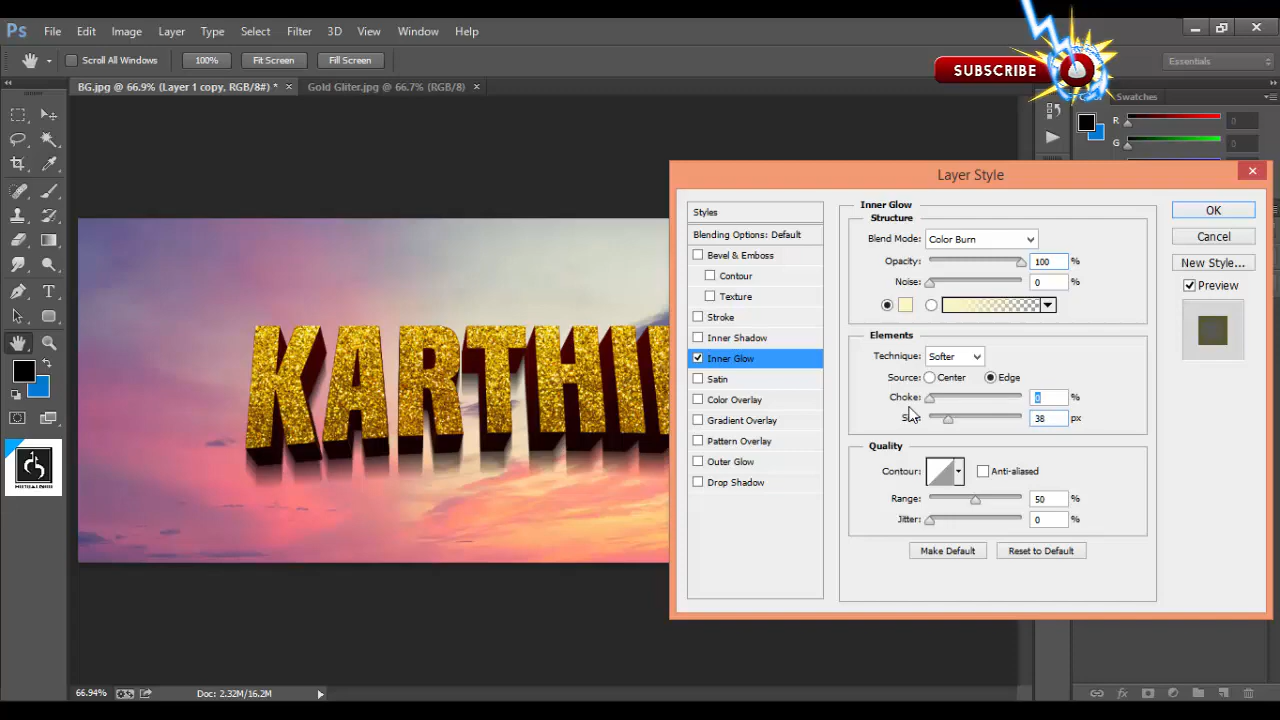 Ps File Edit Image Layer Type Select Filter 3D View Window Help
Scroll All Windows 100% Fit Screen Fill Screen Essentials
SUBSCRIBE
BG.jpg @ 66.9% (Layer 1 copy, RGB/8#) * × Gold Gliter.jpg @ 66.7% (RGB/8) ×
Swatches
R 0
G 0
Layer Style
Styles
Blending Options: Default
Bevel & Emboss
Contour
Texture
Stroke
Inner Shadow
Inner Glow
Satin
Color Overlay
Gradient Overlay
Pattern Overlay
Outer Glow
Drop Shadow
Inner Glow
Structure
Blend Mode: Color Burn
Opacity: 100 %
Noise: 0 %
Elements
Technique: Softer
Source: Center Edge
Choke: 0 %
38 px
Quality
Contour: Anti-aliased
Range: 50 %
Jitter: 0 %
Make Default Reset to Default
OK
Cancel
New Style...
Preview
KARTHI
66.94% Doc: 2.32M/16.2M